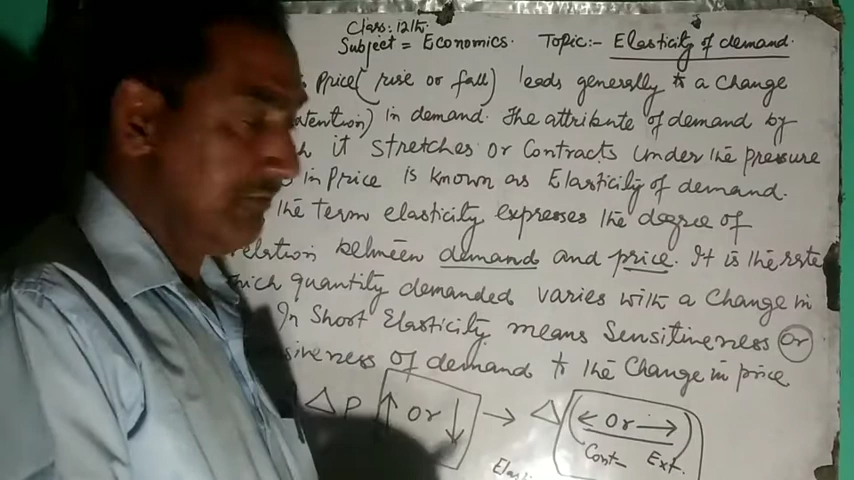 Class: 12th.
Subject = Economics. Topic:- Elasticity of demand.
Price( rise or fall) leads generally to a change
in demand. The attribute of demand by
it stretches or Contracts Under the pressure
in Price is known as Elasticity of demand.
the term elasticity expresses the degree of
between demand and price. It is the rate
quantity demanded varies with a Change in
In Short Elasticity means Sensitiveness Or
of demand to the Change in price
Δ P ↑ Or ↓ → Δ ← Or →
Cont- Ext.